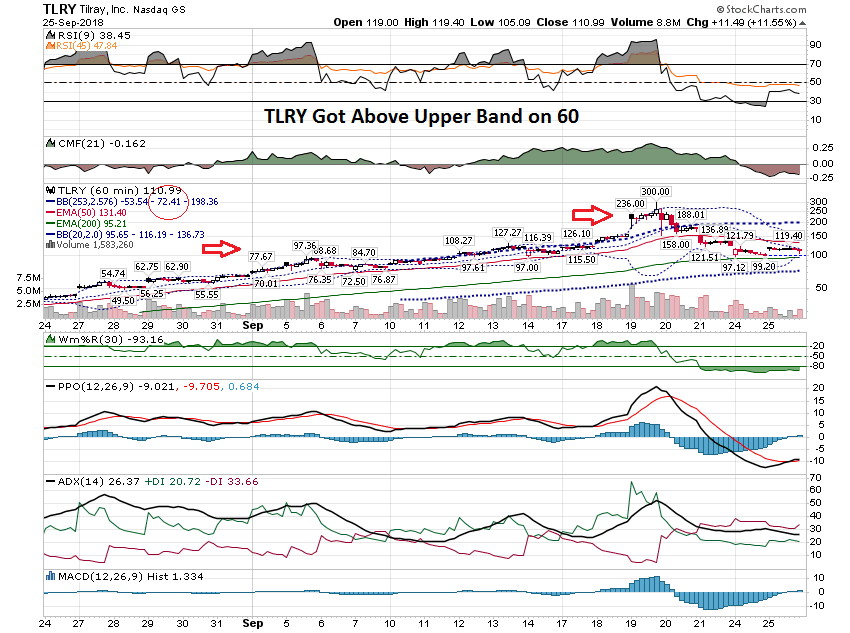 TLRY Tilray, Inc. Nasdaq GS © StockCharts.com
25-Sep-2018 Open 119.00 High 119.40 Low 105.09 Close 110.99 Volume 8.8M Chg +11.49 (+11.55%)
RSI(9) 38.45
RSI(45) 47.84
90
70
50
30
10
TLRY Got Above Upper Band on 60
CMF(21) -0.162
0.25
0.00
-0.25
TLRY (60 min) 110.99
BB(253,2.576) -53.54 - 72.41 - 198.36
EMA(50) 131.40
EMA(200) 95.21
BB(20,2.0) 95.65 - 116.19 - 136.73
Volume 1,583,260
300
250
200
150
100
50
7.5M
5.0M
2.5M
54.74 62.75 62.90 77.67 97.36 88.68 84.70 108.27 127.27 116.39 126.10 236.00 300.00 188.01 136.89 121.79 119.40
49.50 56.25 55.55 70.01 76.35 72.50 76.87 97.61 97.00 115.50 158.00 121.51 97.12 99.20
24 27 28 29 30 31 Sep 5 6 7 10 11 12 13 14 17 18 19 20 21 24 25
Wm%R(30) -93.16
-20
-50
-80
PPO(12,26,9) -9.021, -9.705, 0.684
20
15
10
5
0
-5
-10
ADX(14) 26.37 +DI 20.72 -DI 33.66
70
60
50
40
30
20
10
MACD(12,26,9) Hist 1.334
10
0
-10
24 27 28 29 30 31 Sep 5 6 7 10 11 12 13 14 17 18 19 20 21 24 25